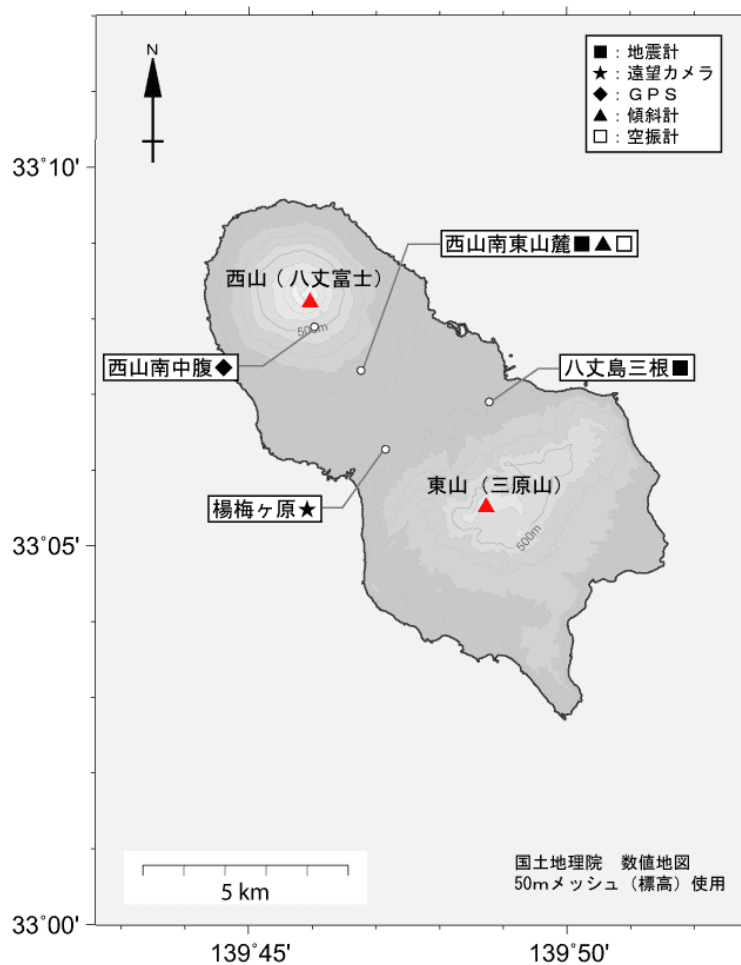 N
■：地震計
★：遠望カメラ
◆：ＧＰＳ
▲：傾斜計
□：空振計
33°10'
西山南東山麓■▲□
西山（八丈富士）
500m
西山南中腹◆
八丈島三根■
東山（三原山）
500m
楊梅ヶ原★
33°05'
5 km
国土地理院　数値地図
50mメッシュ（標高）使用
33°00'
139°45'
139°50'